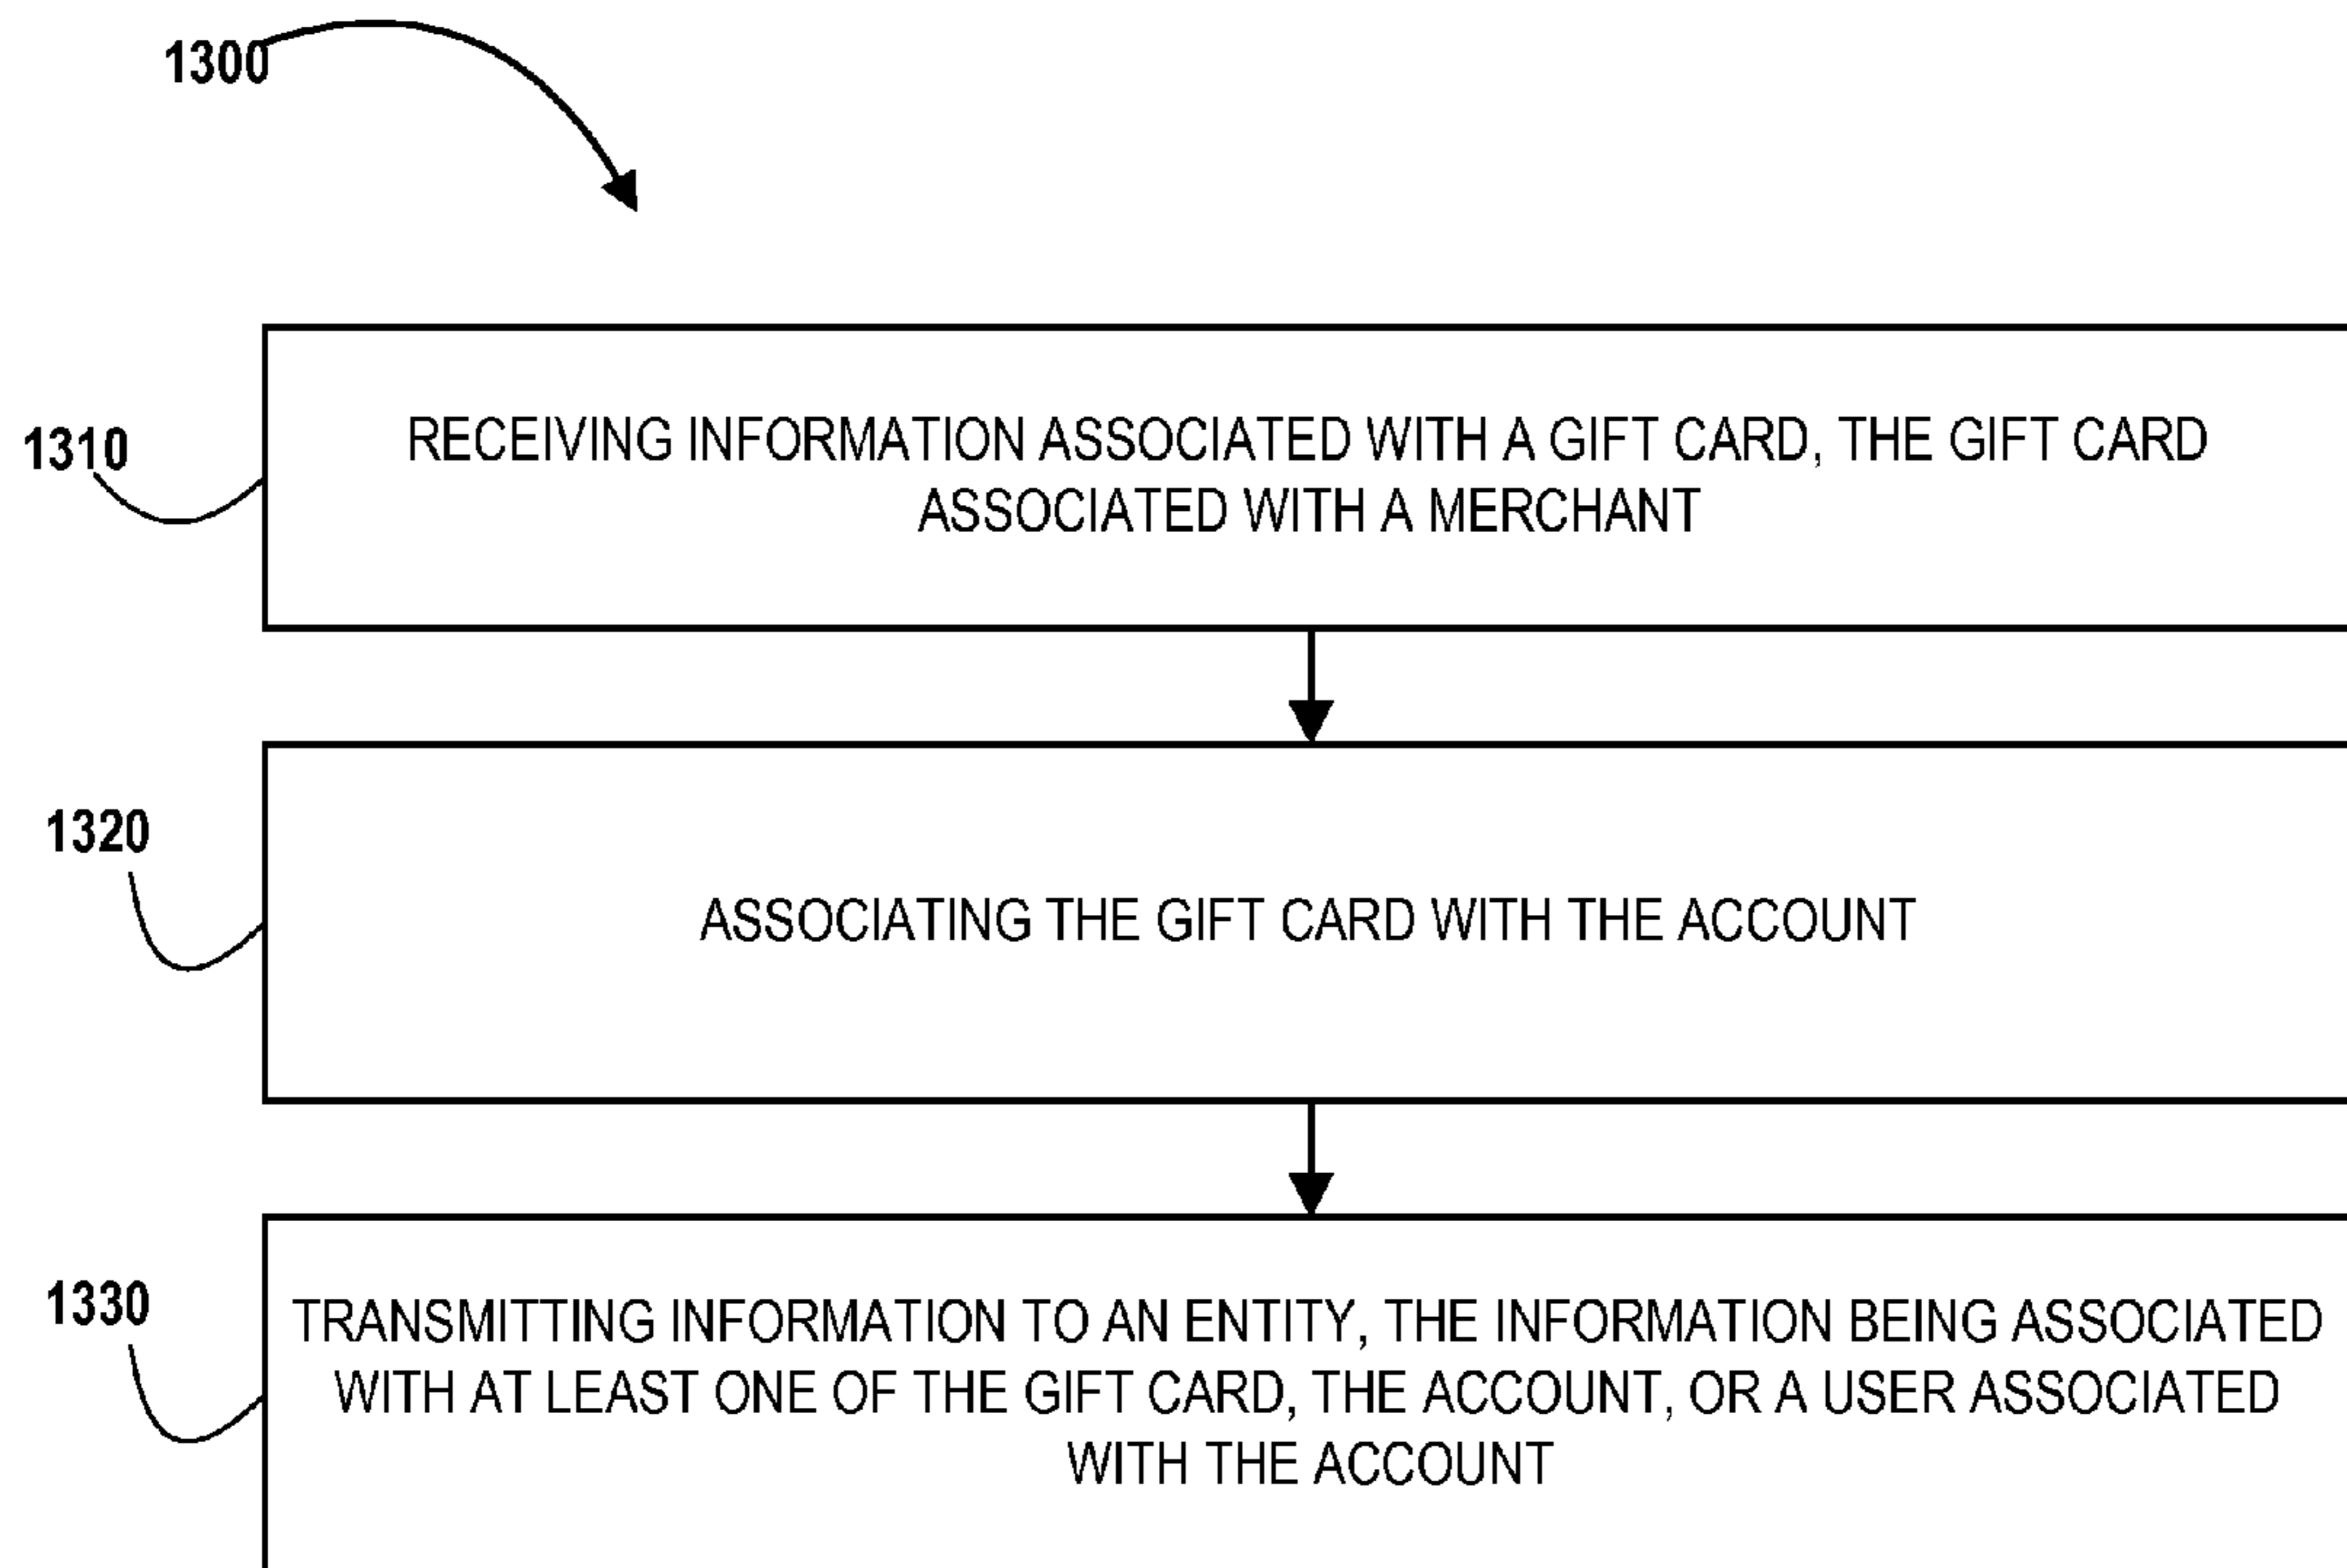 1300
1310
RECEIVING INFORMATION ASSOCIATED WITH A GIFT CARD, THE GIFT CARD
ASSOCIATED WITH A MERCHANT
1320
ASSOCIATING THE GIFT CARD WITH THE ACCOUNT
1330
TRANSMITTING INFORMATION TO AN ENTITY, THE INFORMATION BEING ASSOCIATED
WITH AT LEAST ONE OF THE GIFT CARD, THE ACCOUNT, OR A USER ASSOCIATED
WITH THE ACCOUNT